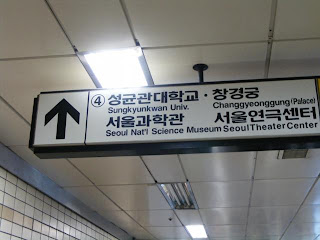 ④ 성균관대학교 · 창경궁
Sungkyunkwan Univ. Changgyeonggung (Palace)
서울과학관 서울연극센터
Seoul Nat'l Science Museum Seoul Theater Center